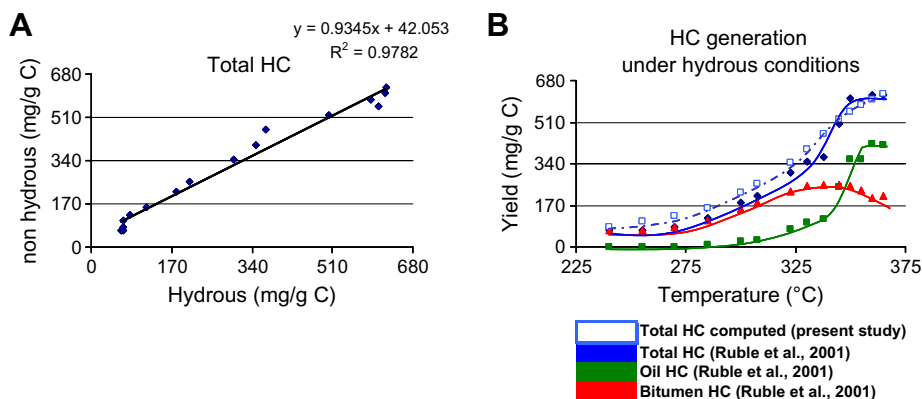 A
y = 0.9345x + 42.053
R² = 0.9782
Total HC
non hydrous (mg/g C)
680
510
340
170
0
0 170 340 510 680
Hydrous (mg/g C)
B
HC generation
under hydrous conditions
Yield (mg/g C)
680
510
340
170
0
225 275 325 375
Temperature (°C)
Total HC computed (present study)
Total HC (Ruble et al., 2001)
Oil HC (Ruble et al., 2001)
Bitumen HC (Ruble et al., 2001)